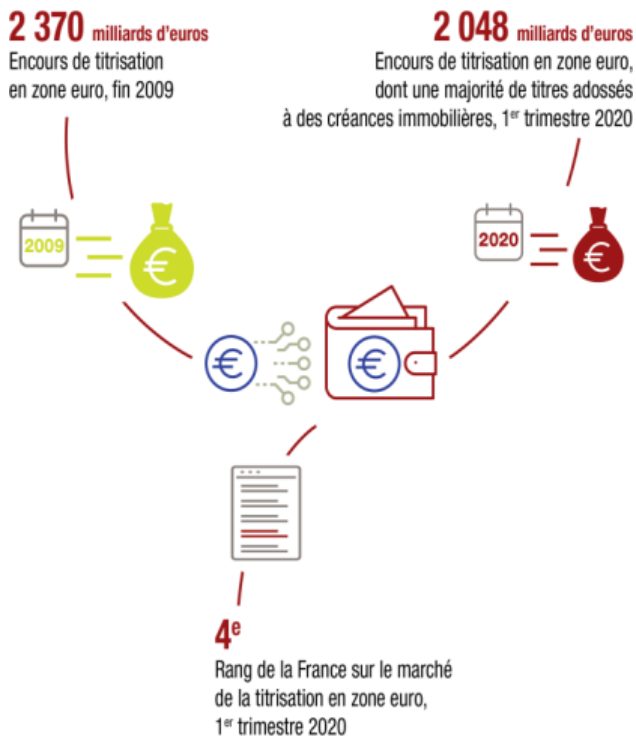 2 370 milliards d'euros
Encours de titrisation
en zone euro, fin 2009
2 048 milliards d'euros
Encours de titrisation en zone euro,
dont une majorité de titres adossés
à des créances immobilières, 1er trimestre 2020
2009
€
2020
€
€
€
4e
Rang de la France sur le marché
de la titrisation en zone euro,
1er trimestre 2020